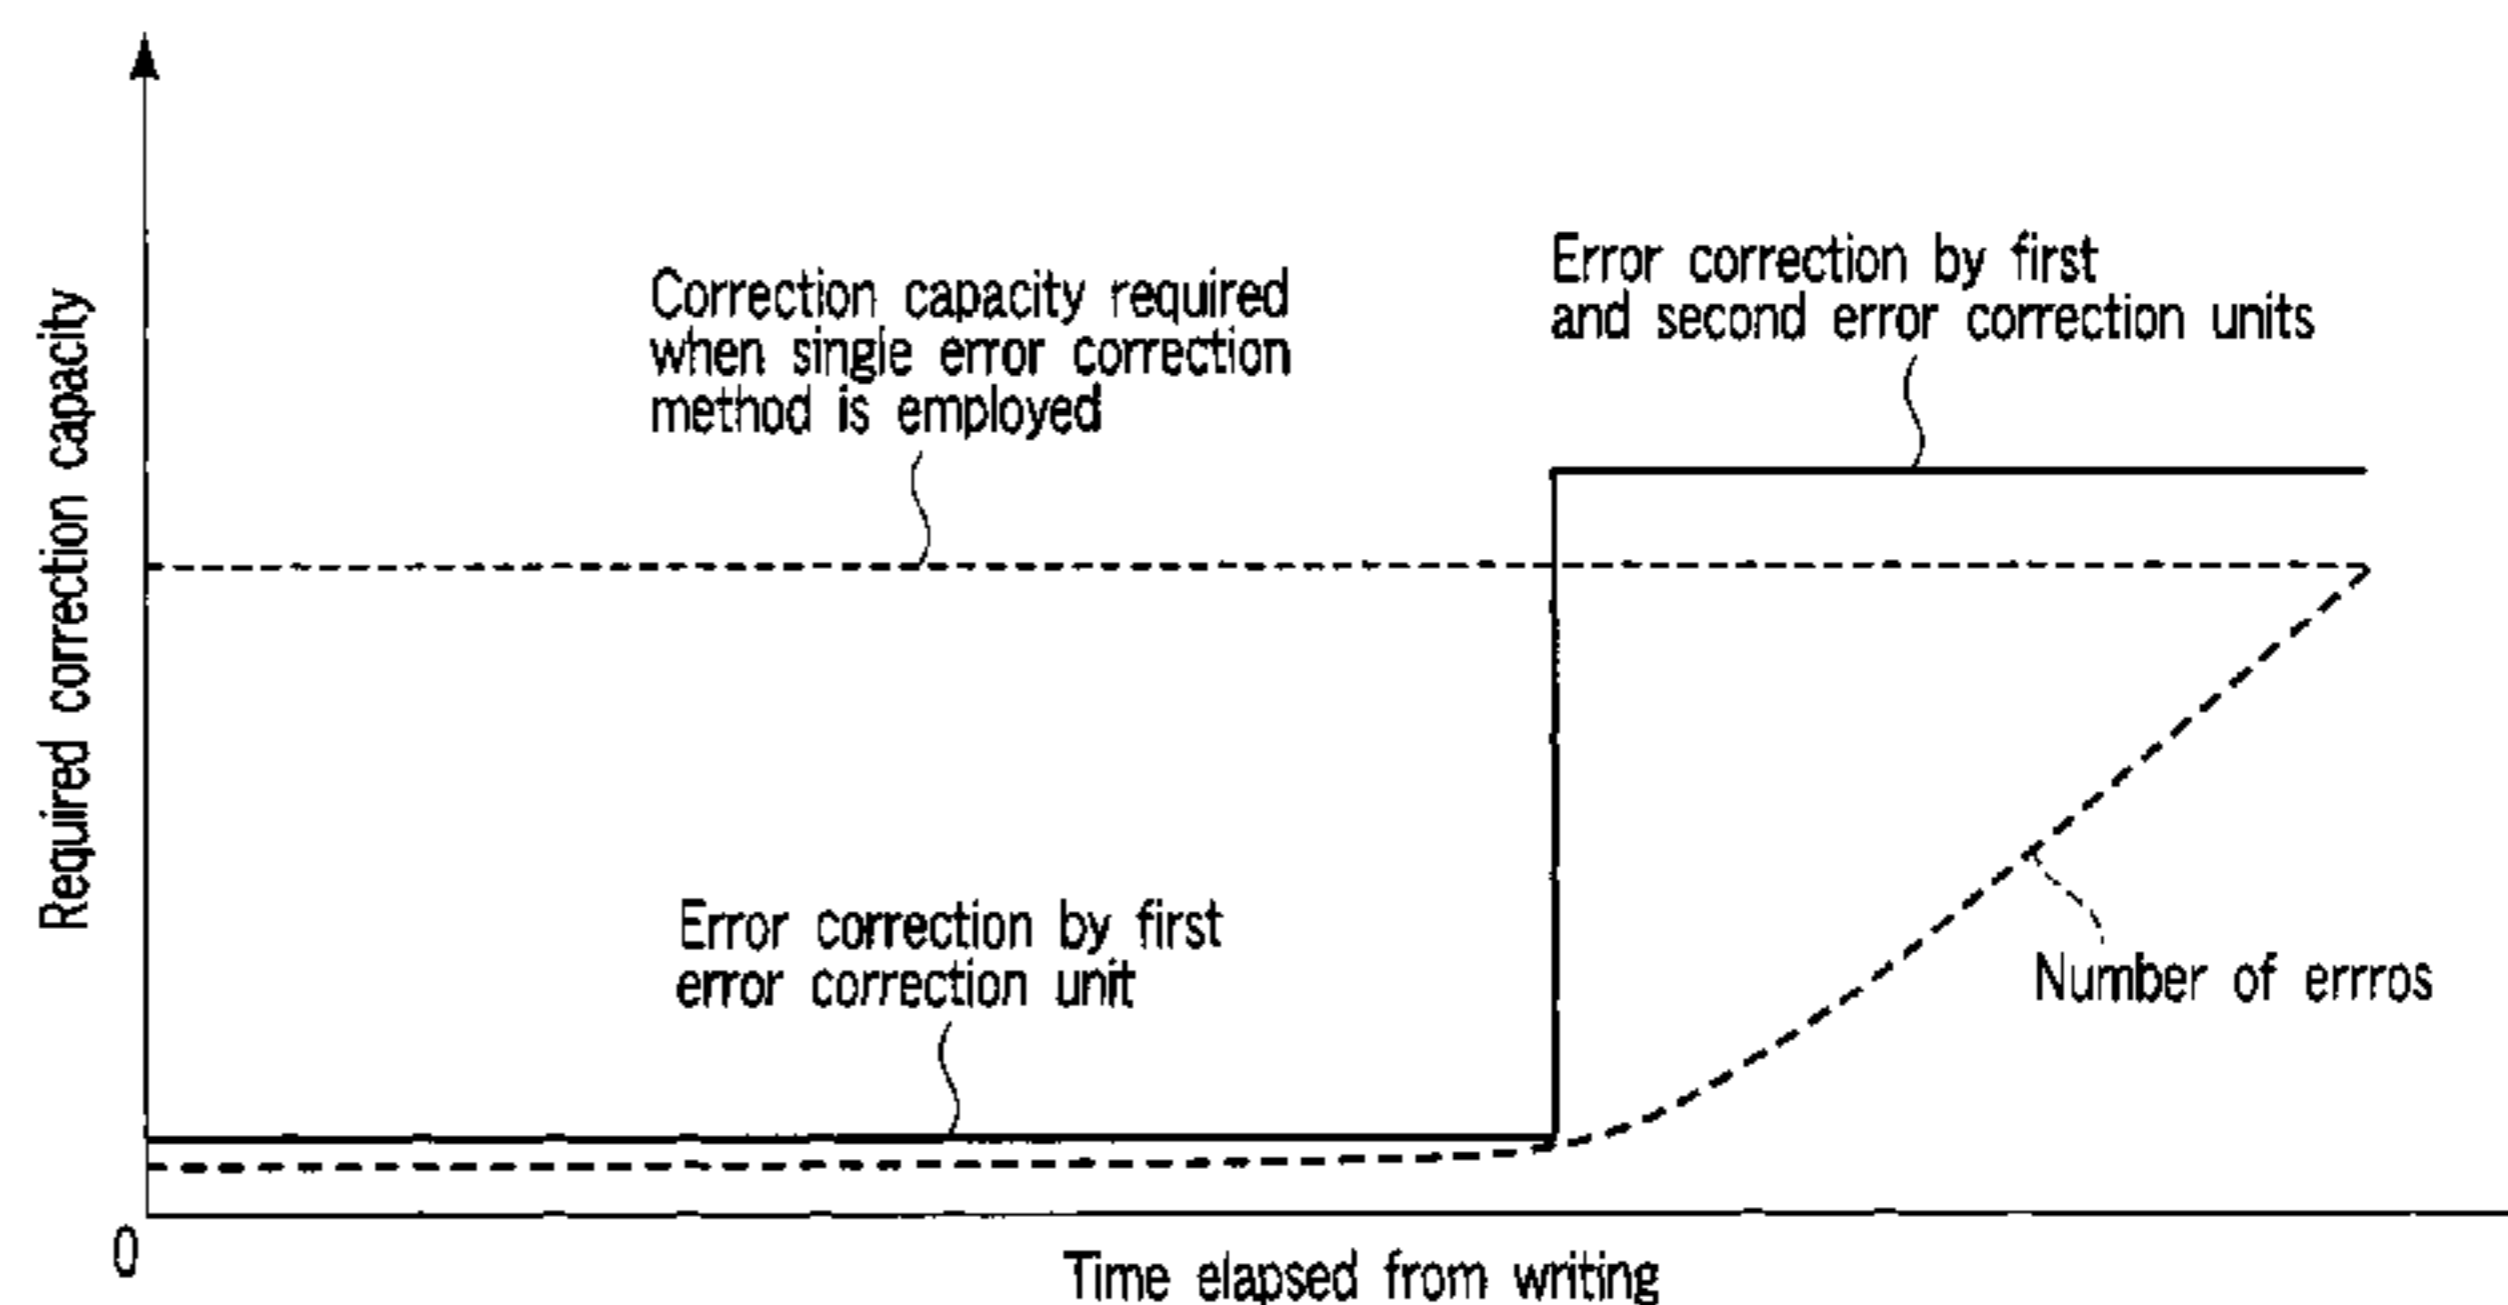 Required correction capacity
Correction capacity required
when single error correction
method is employed
Error correction by first
and second error correction units
Error correction by first
error correction unit
Number of errros
0
Time elapsed from writing